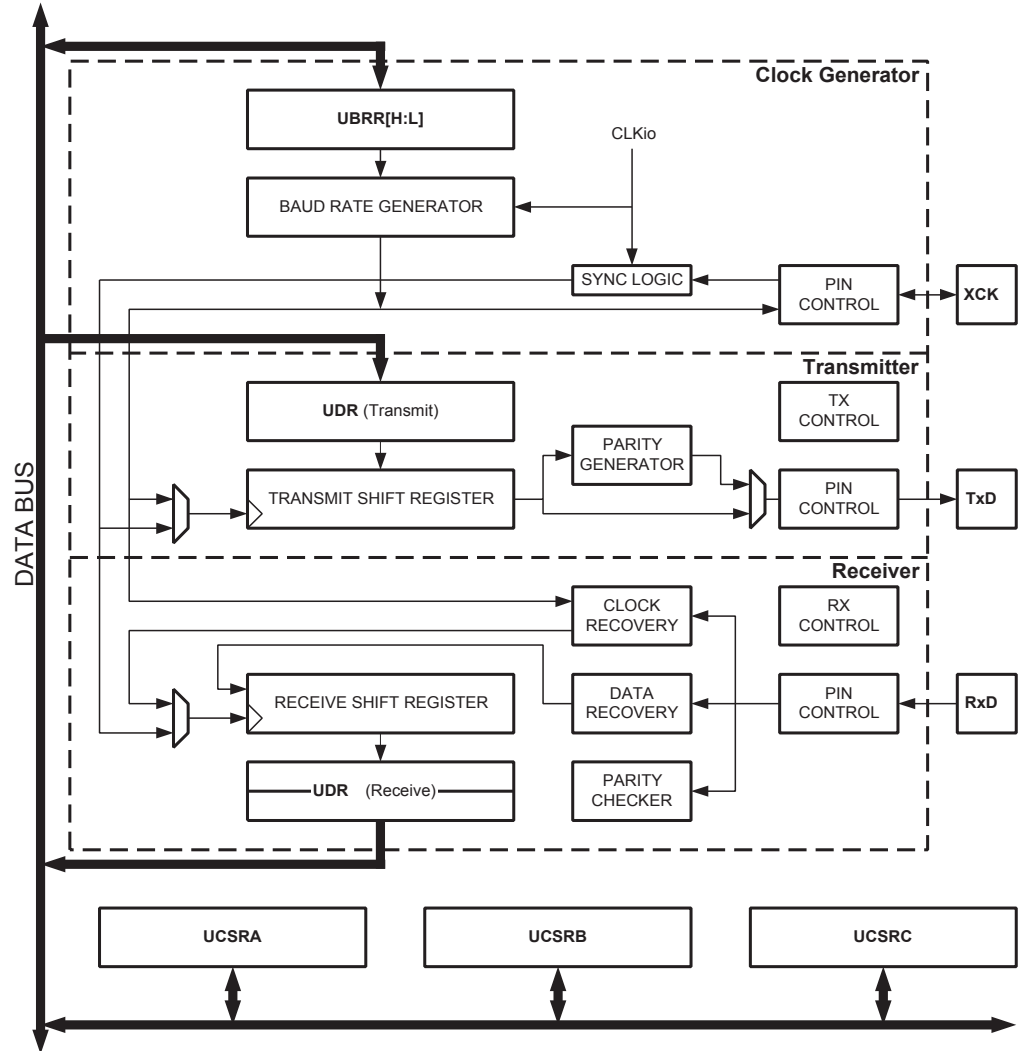 Clock Generator
UBRR[H:L]
CLKio
BAUD RATE GENERATOR
SYNC LOGIC
PIN
CONTROL
XCK
Transmitter
UDR (Transmit)
TX
CONTROL
PARITY
GENERATOR
TRANSMIT SHIFT REGISTER
PIN
CONTROL
TxD
DATA BUS
Receiver
CLOCK
RECOVERY
RX
CONTROL
RECEIVE SHIFT REGISTER
DATA
RECOVERY
PIN
CONTROL
RxD
UDR (Receive)
PARITY
CHECKER
UCSRA
UCSRB
UCSRC